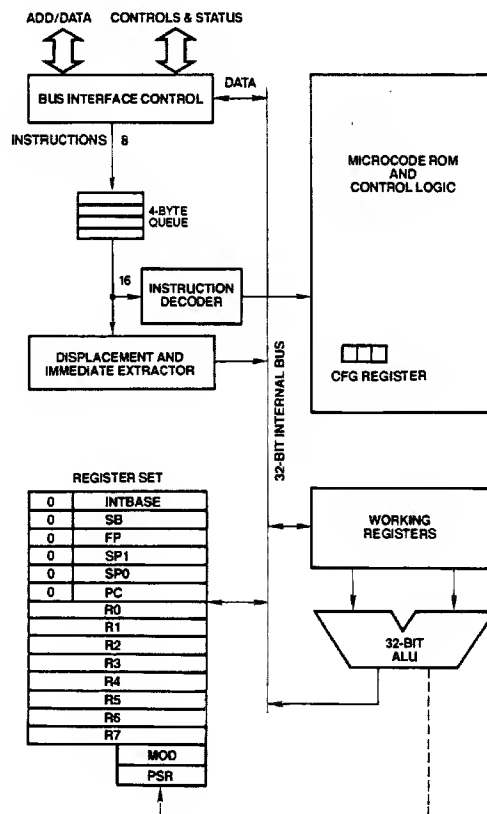 ADD/DATA
CONTROLS & STATUS
BUS INTERFACE CONTROL
DATA
INSTRUCTIONS 8
4-BYTE
QUEUE
16
INSTRUCTION
DECODER
DISPLACEMENT AND
IMMEDIATE EXTRACTOR
32-BIT INTERNAL BUS
MICROCODE ROM
AND
CONTROL LOGIC
CFG REGISTER
REGISTER SET
0 INTBASE
0 SB
0 FP
0 SP1
0 SP0
0 PC
R0
R1
R2
R3
R4
R5
R6
R7
MOD
PSR
WORKING
REGISTERS
32-BIT
ALU